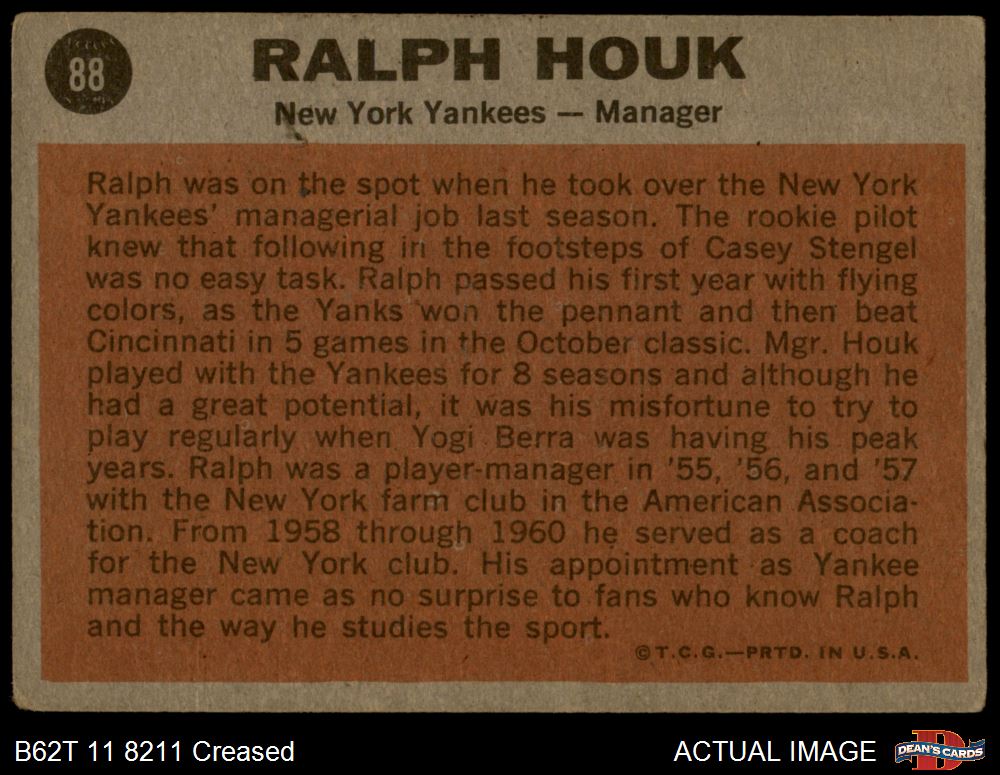 88
RALPH HOUK
New York Yankees — Manager
Ralph was on the spot when he took over the New York
Yankees' managerial job last season. The rookie pilot
knew that following in the footsteps of Casey Stengel
was no easy task. Ralph passed his first year with flying
colors, as the Yanks won the pennant and then beat
Cincinnati in 5 games in the October classic. Mgr. Houk
played with the Yankees for 8 seasons and although he
had a great potential, it was his misfortune to try to
play regularly when Yogi Berra was having his peak
years. Ralph was a player-manager in '55, '56, and '57
with the New York farm club in the American Associa-
tion. From 1958 through 1960 he served as a coach
for the New York club. His appointment as Yankee
manager came as no surprise to fans who know Ralph
and the way he studies the sport.
©T.C.G.—PRTD. IN U.S.A.
B62T 11 8211 Creased
ACTUAL IMAGE
DEAN'S CARDS